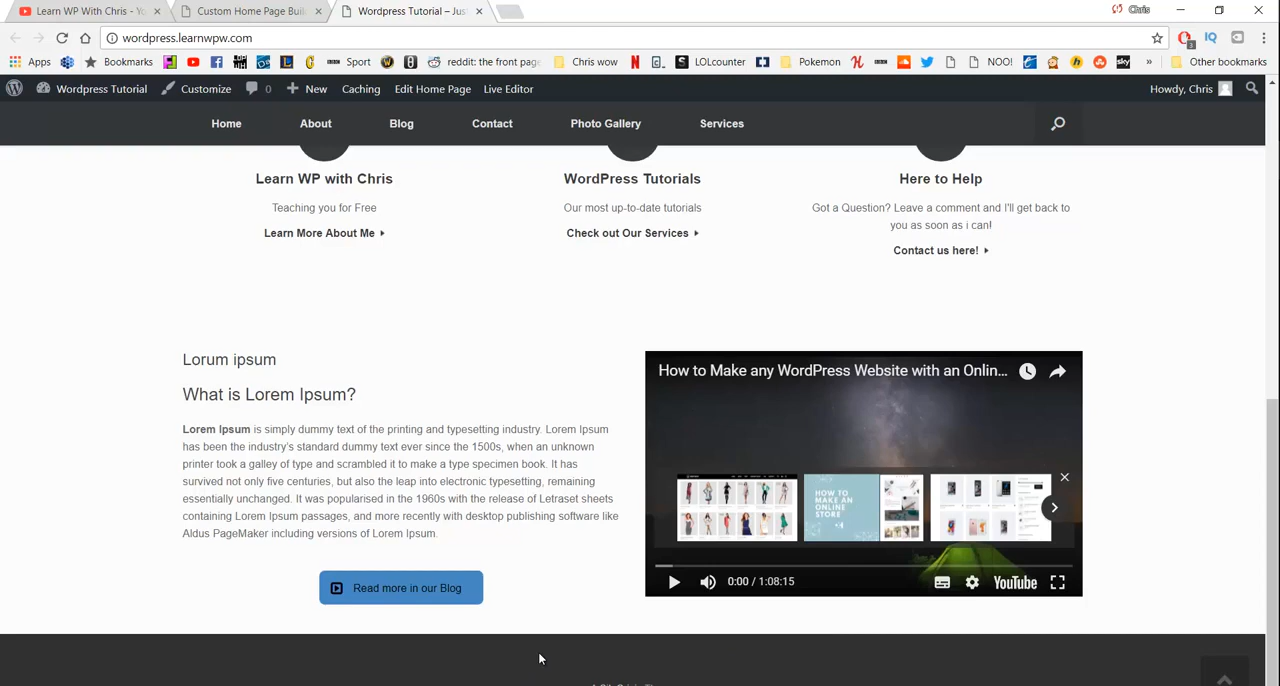 Learn WP With Chris - Yo
Custom Home Page Buil
Wordpress Tutorial – Jus
Chris
wordpress.learnwpw.com
3
Apps
Bookmarks
Sport
reddit: the front page
Chris wow
LOLcounter
Pokemon
NOO!
sky
»
Other bookmarks
Wordpress Tutorial
Customize
0
New
Caching
Edit Home Page
Live Editor
Howdy, Chris
Home
About
Blog
Contact
Photo Gallery
Services
Learn WP with Chris
Teaching you for Free
Learn More About Me
WordPress Tutorials
Our most up-to-date tutorials
Check out Our Services
Here to Help
Got a Question? Leave a comment and I'll get back to
you as soon as i can!
Contact us here!
Lorum ipsum
What is Lorem Ipsum?
Lorem Ipsum is simply dummy text of the printing and typesetting industry. Lorem Ipsum
has been the industry's standard dummy text ever since the 1500s, when an unknown
printer took a galley of type and scrambled it to make a type specimen book. It has
survived not only five centuries, but also the leap into electronic typesetting, remaining
essentially unchanged. It was popularised in the 1960s with the release of Letraset sheets
containing Lorem Ipsum passages, and more recently with desktop publishing software like
Aldus PageMaker including versions of Lorem Ipsum.
Read more in our Blog
How to Make any WordPress Website with an Onlin...
HOW TO
MAKE AN
ONLINE
STORE
0:00 / 1:08:15
YouTube